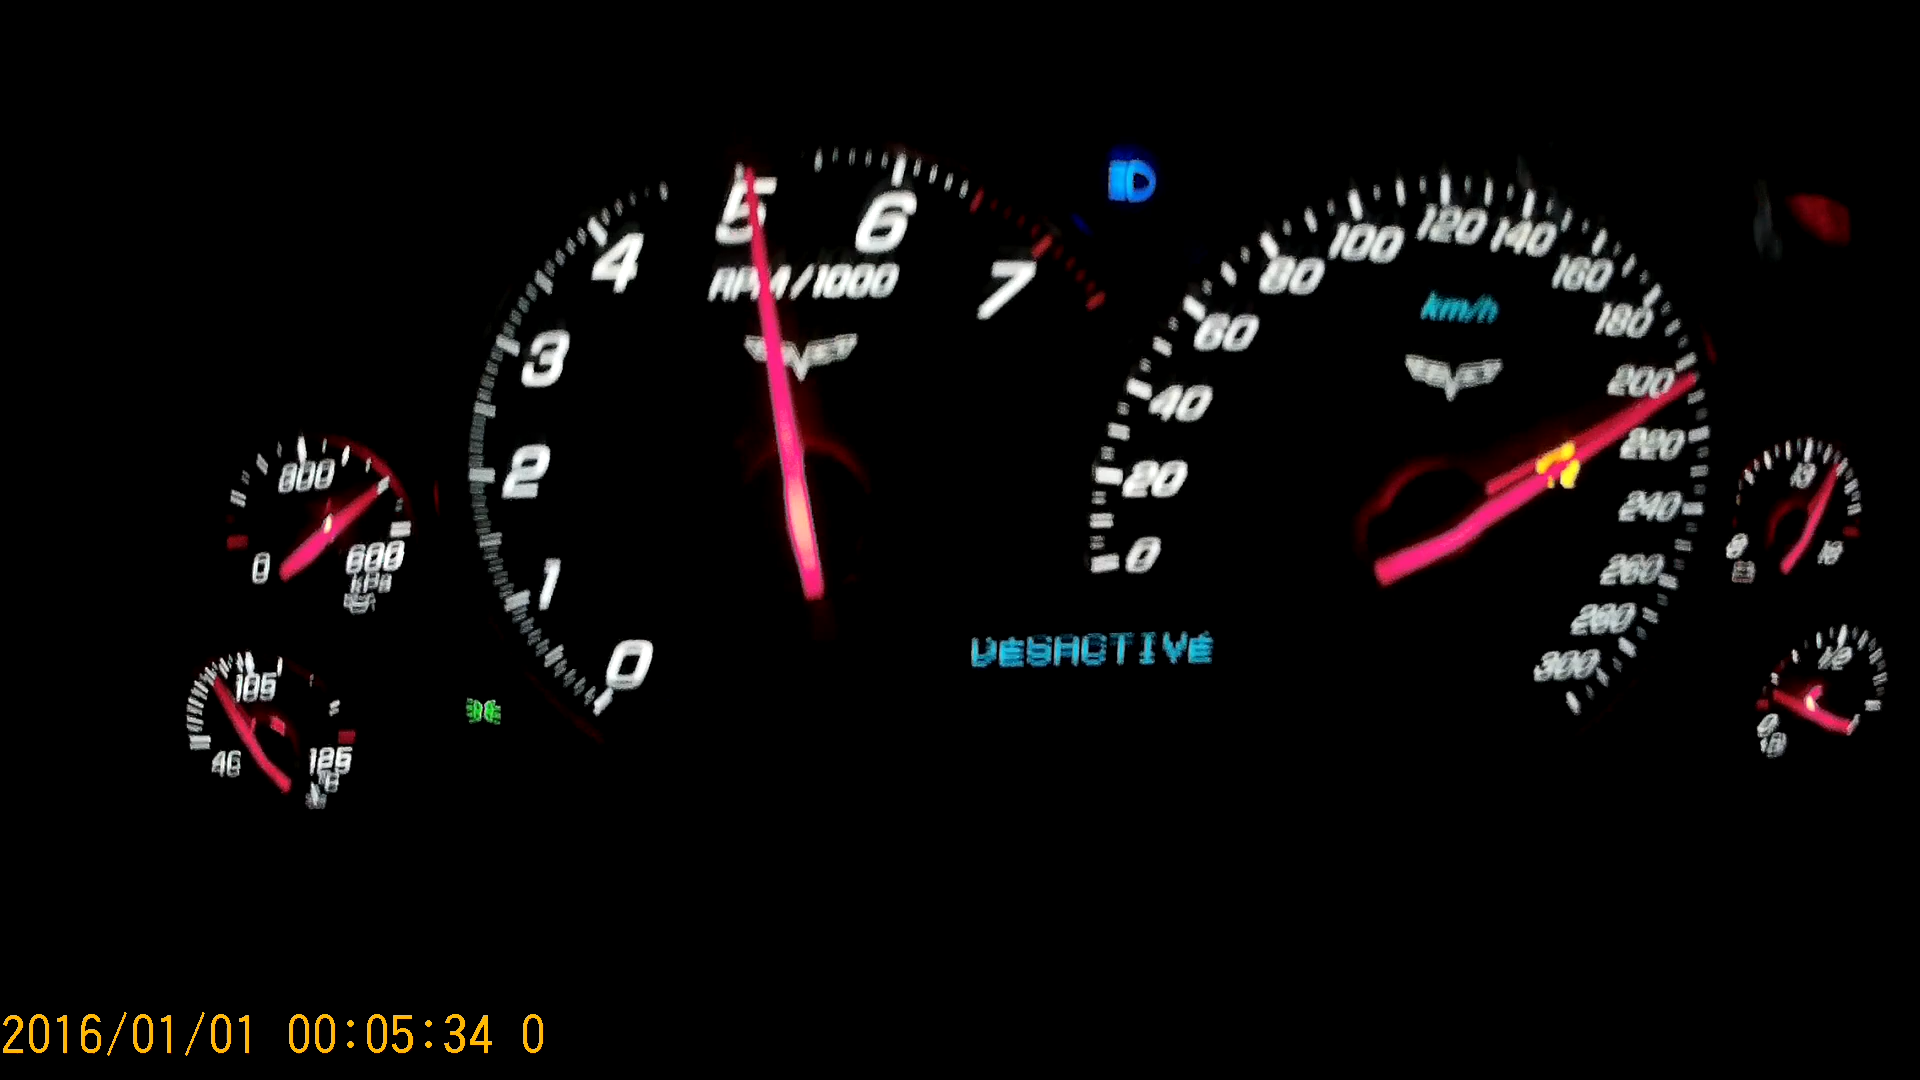 0 1 2 3 4 5 6 7
RPM/1000
0 20 40 60 80 100 120 140 160 180 200 220 240 260 280 300
km/h
0 600
kPa
DESACTIVE
2016/01/01 00:05:34 0